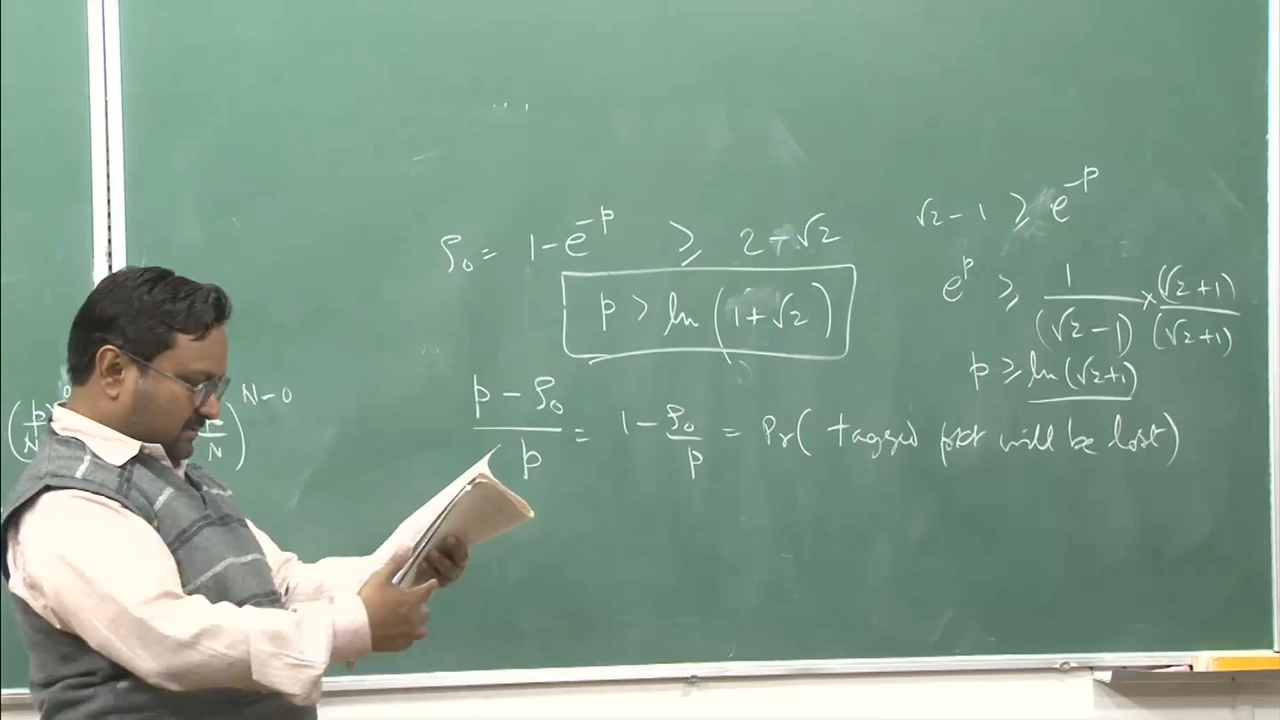 ρ₀ = 1 - e^{-p} ≥ 2 - √2
p > ln(1+√2)
(p - ρ₀)/p = 1 - ρ₀/p = Pr( tagged pkt will be lost)
√2 - 1 ≥ e^{-p}
e^p ≥ 1/(√2 - 1) × (√2+1)/(√2+1)
p ≥ ln(√2+1)
(p/N)^0
p/N)^{N-0}